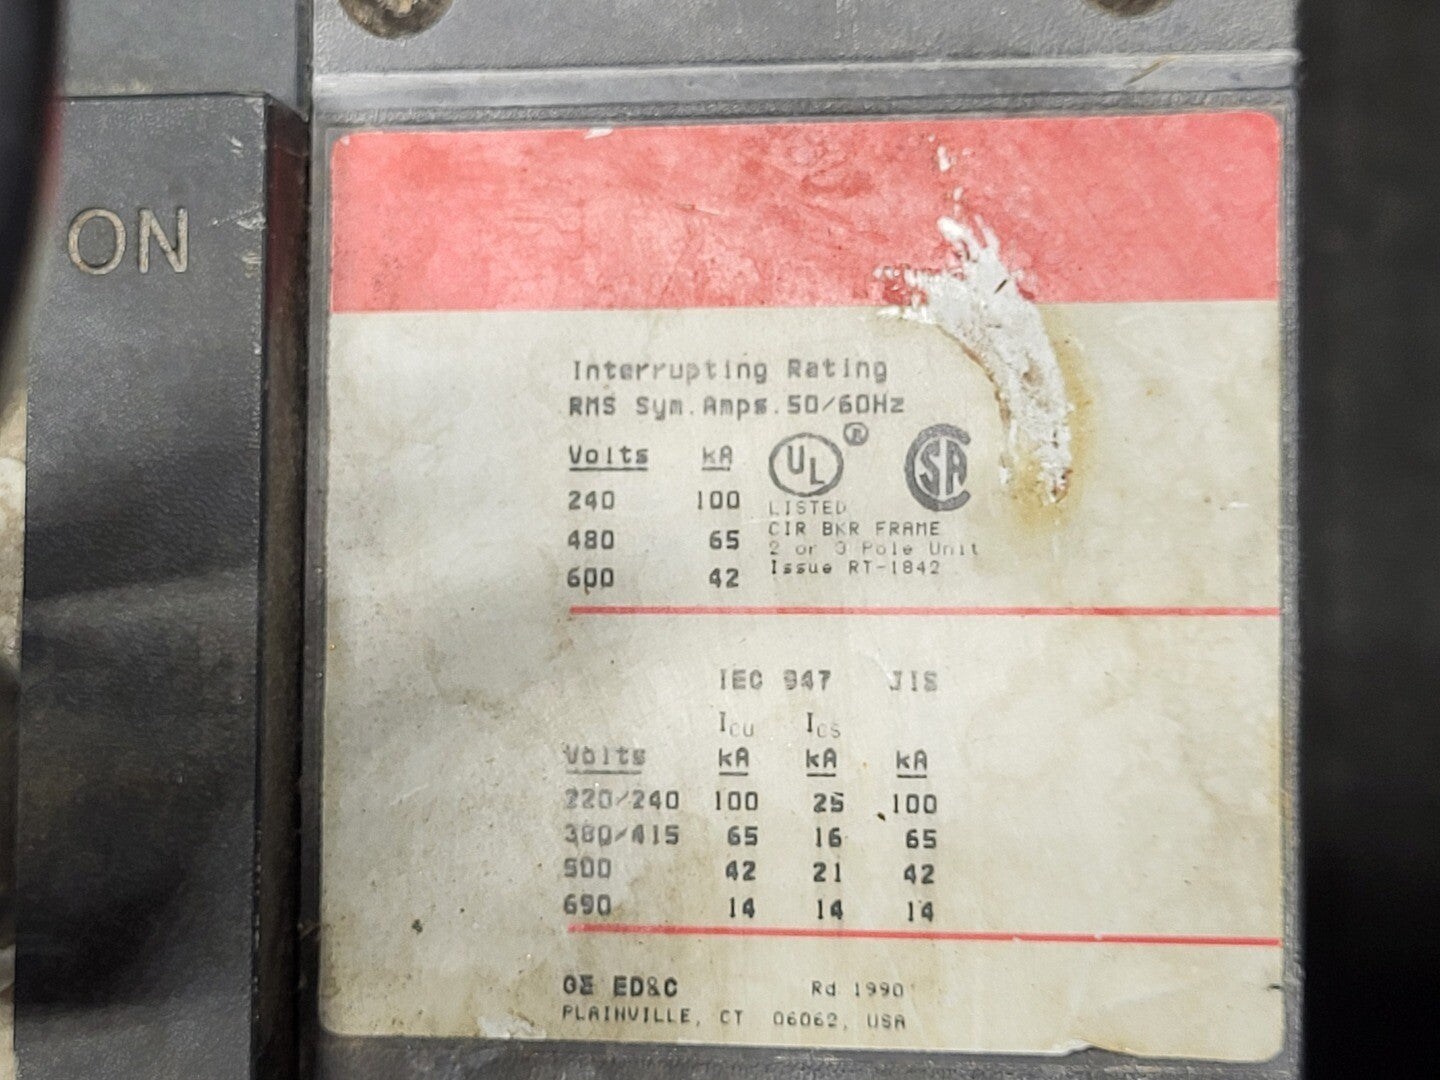 ON
Interrupting Rating
RMS Sym. Amps. 50/60Hz
Volts kA UL ® CSA
240 100 LISTED
480 65 CIR BKR FRAME
2 or 3 Pole Unit
600 42 Issue RT-1842
IEC 947 JIS
Icu Ics
Volts kA kA kA
220/240 100 25 100
380/415 65 16 65
500 42 21 42
690 14 14 14
GE ED&C Rd 1990
PLAINVILLE, CT 06062, USA